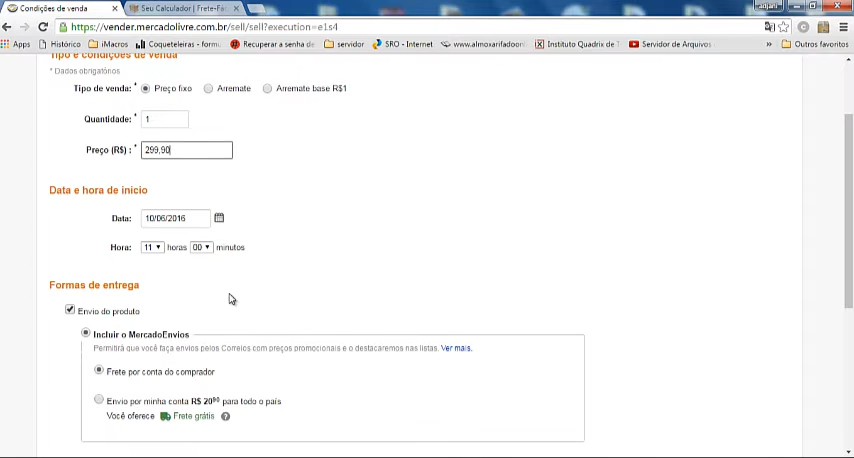 adjani
Condições de venda
Seu Calculador | Frete-Fá
https://vender.mercadolivre.com.br/sell/sell?execution=e1s4
Apps
Histórico
iMacros
Coqueteleiras - formu
Recuperar a senha de
servidor
SRO - Internet
www.almoxarifadoonl
Instituto Quadrix de T
Servidor de Arquivos
»
Outros favoritos
Tipo e condições de venda
* Dados obrigatórios
Tipo de venda: * Preço fixo Arremate Arremate base R$1
Quantidade: * 1
Preço (R$) : * 299,90
Data e hora de início
Data: 10/06/2016
Hora: 11 horas 00 minutos
Formas de entrega
Envio do produto
Incluir o MercadoEnvios
Permitirá que você faça envios pelos Correios com preços promocionais e o destacaremos nas listas. Ver mais.
Frete por conta do comprador
Envio por minha conta R$ 20⁹⁰ para todo o país
Você oferece Frete grátis ?